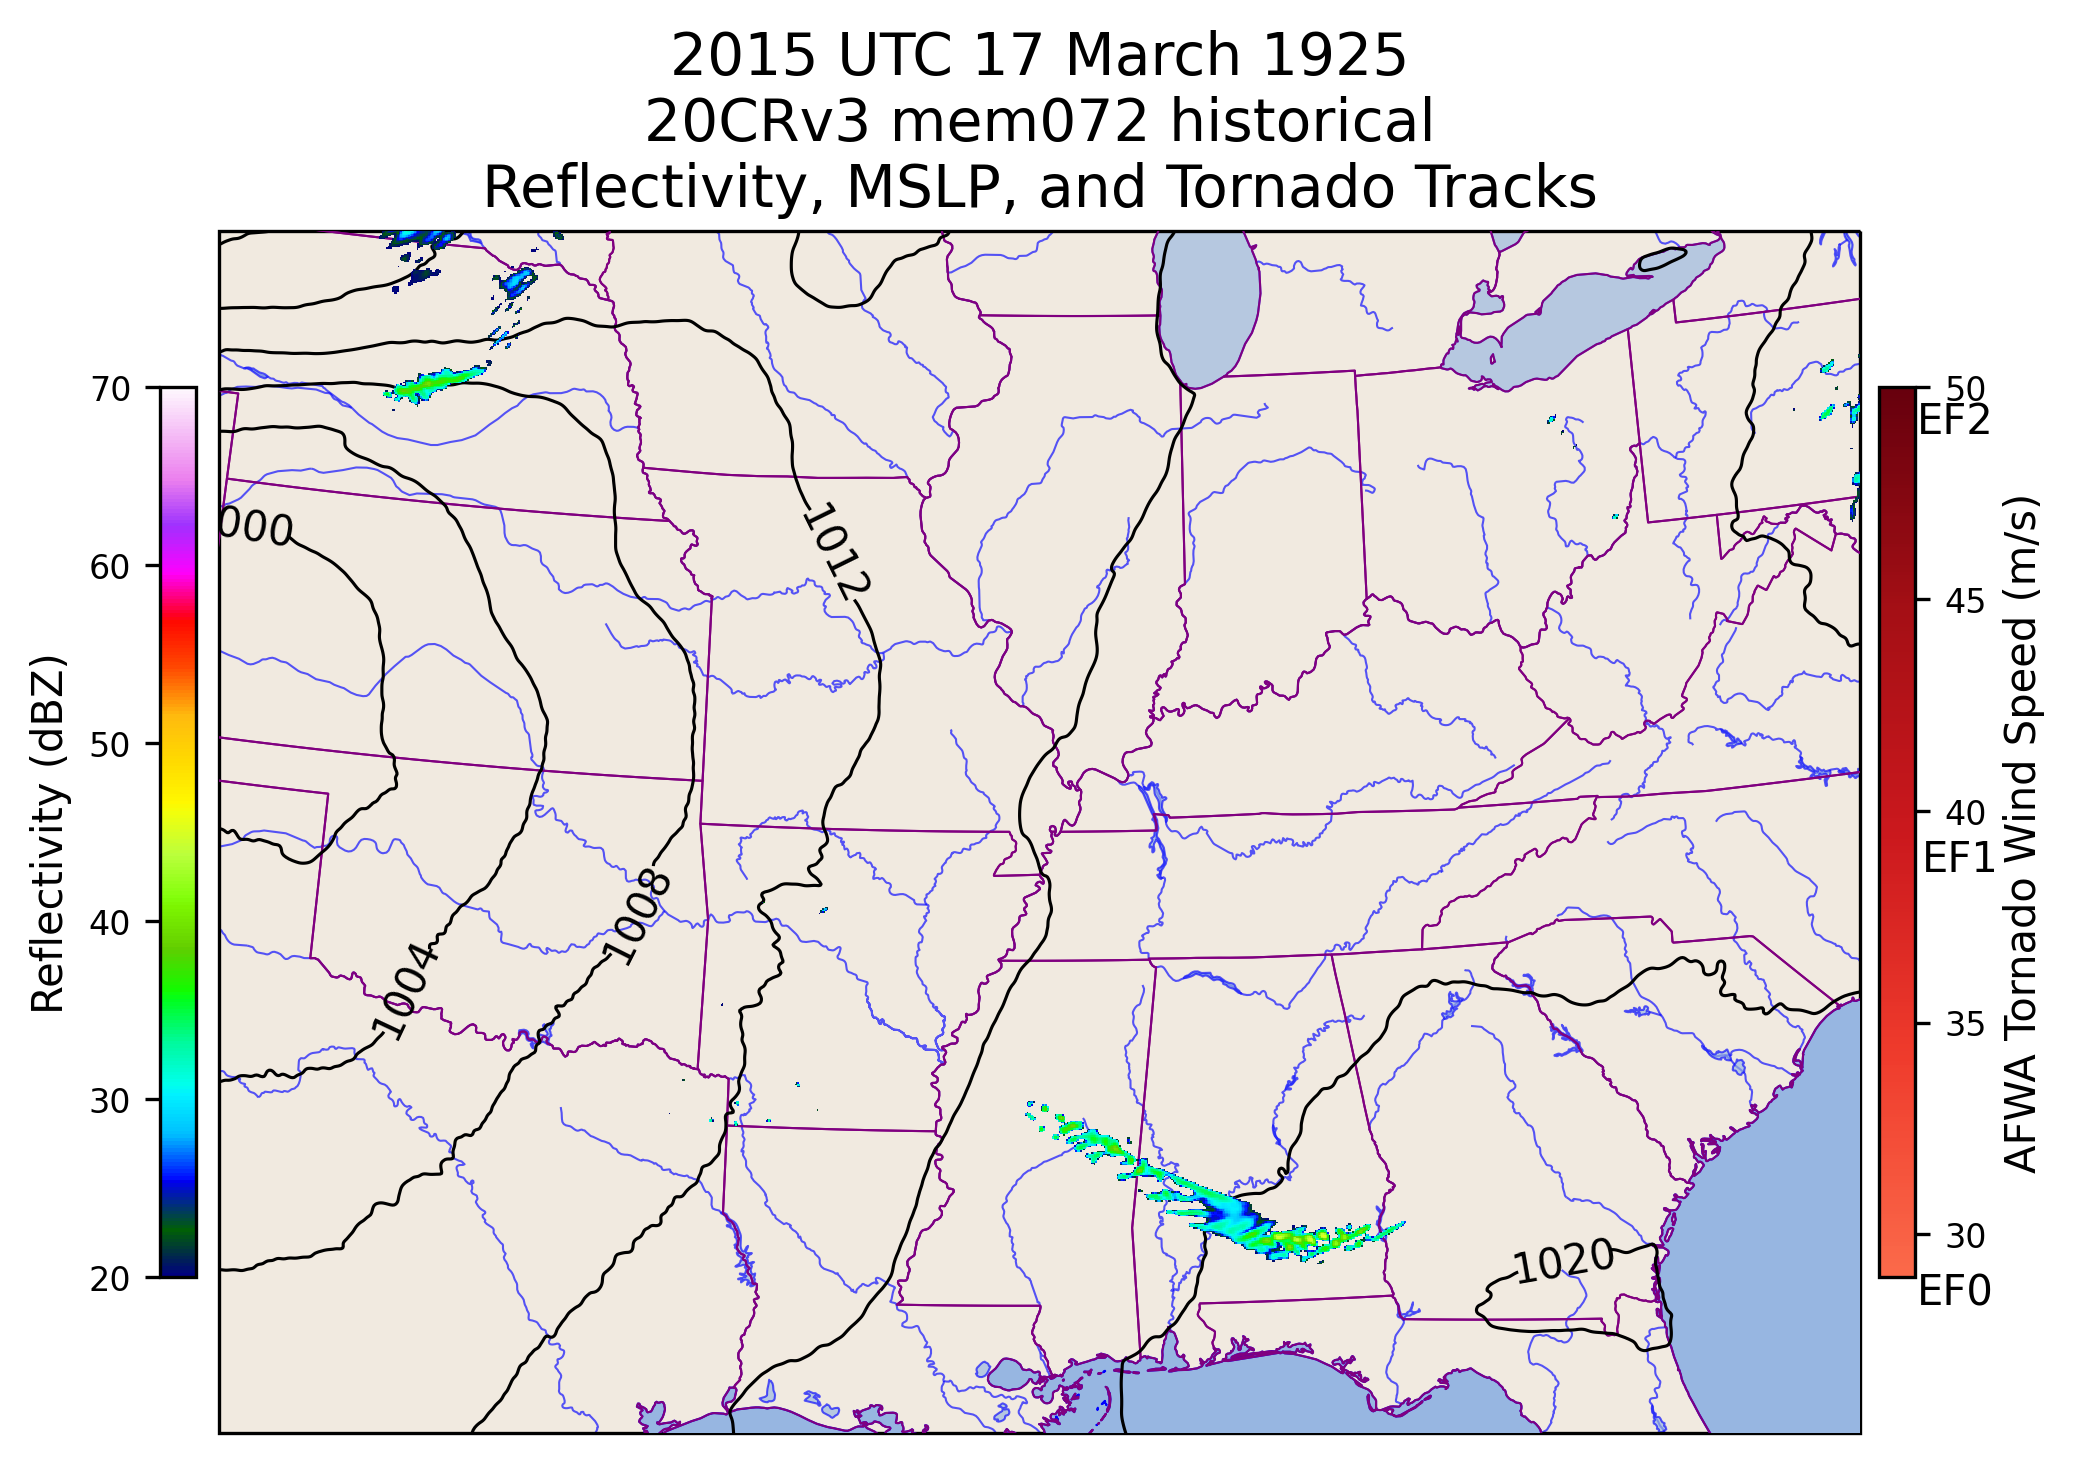 2015 UTC 17 March 1925
20CRv3 mem072 historical
Reflectivity, MSLP, and Tornado Tracks
70
60
50
40
30
20
Reflectivity (dBZ)
000
1012
1008
1004
1020
50
EF2
45
40
EF1
35
30
EF0
AFWA Tornado Wind Speed (m/s)